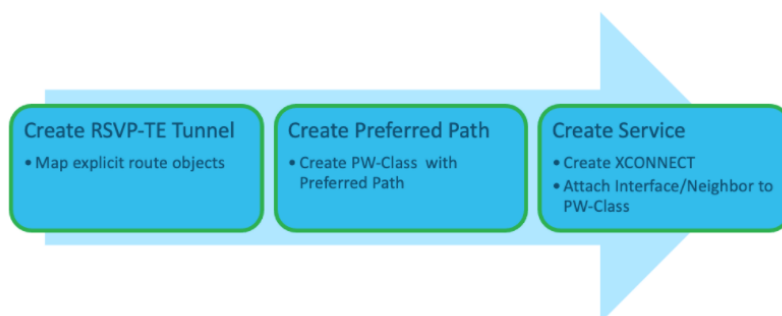 Create RSVP-TE Tunnel
• Map explicit route objects
Create Preferred Path
• Create PW-Class with
Preferred Path
Create Service
• Create XCONNECT
• Attach Interface/Neighbor to
PW-Class